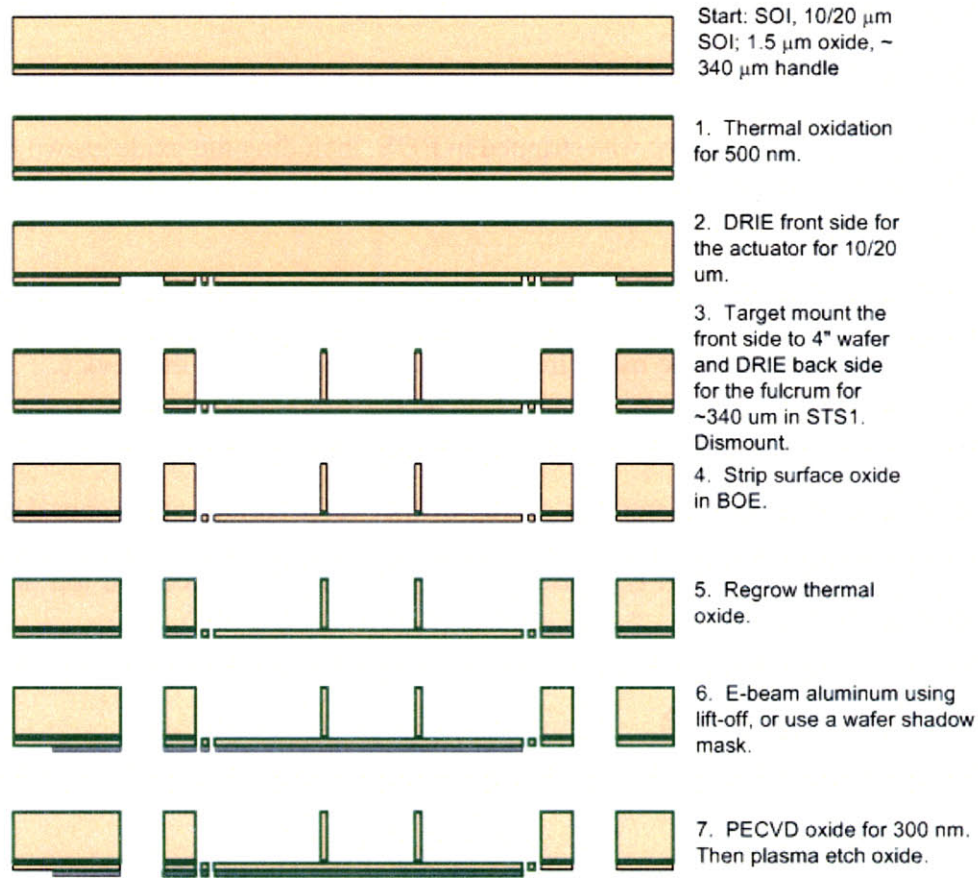 Start: SOI, 10/20 μm
SOI; 1.5 μm oxide, ~
340 μm handle
1. Thermal oxidation
for 500 nm.
2. DRIE front side for
the actuator for 10/20
um.
3. Target mount the
front side to 4" wafer
and DRIE back side
for the fulcrum for
~340 um in STS1.
Dismount.
4. Strip surface oxide
in BOE.
5. Regrow thermal
oxide.
6. E-beam aluminum using
lift-off, or use a wafer shadow
mask.
7. PECVD oxide for 300 nm.
Then plasma etch oxide.